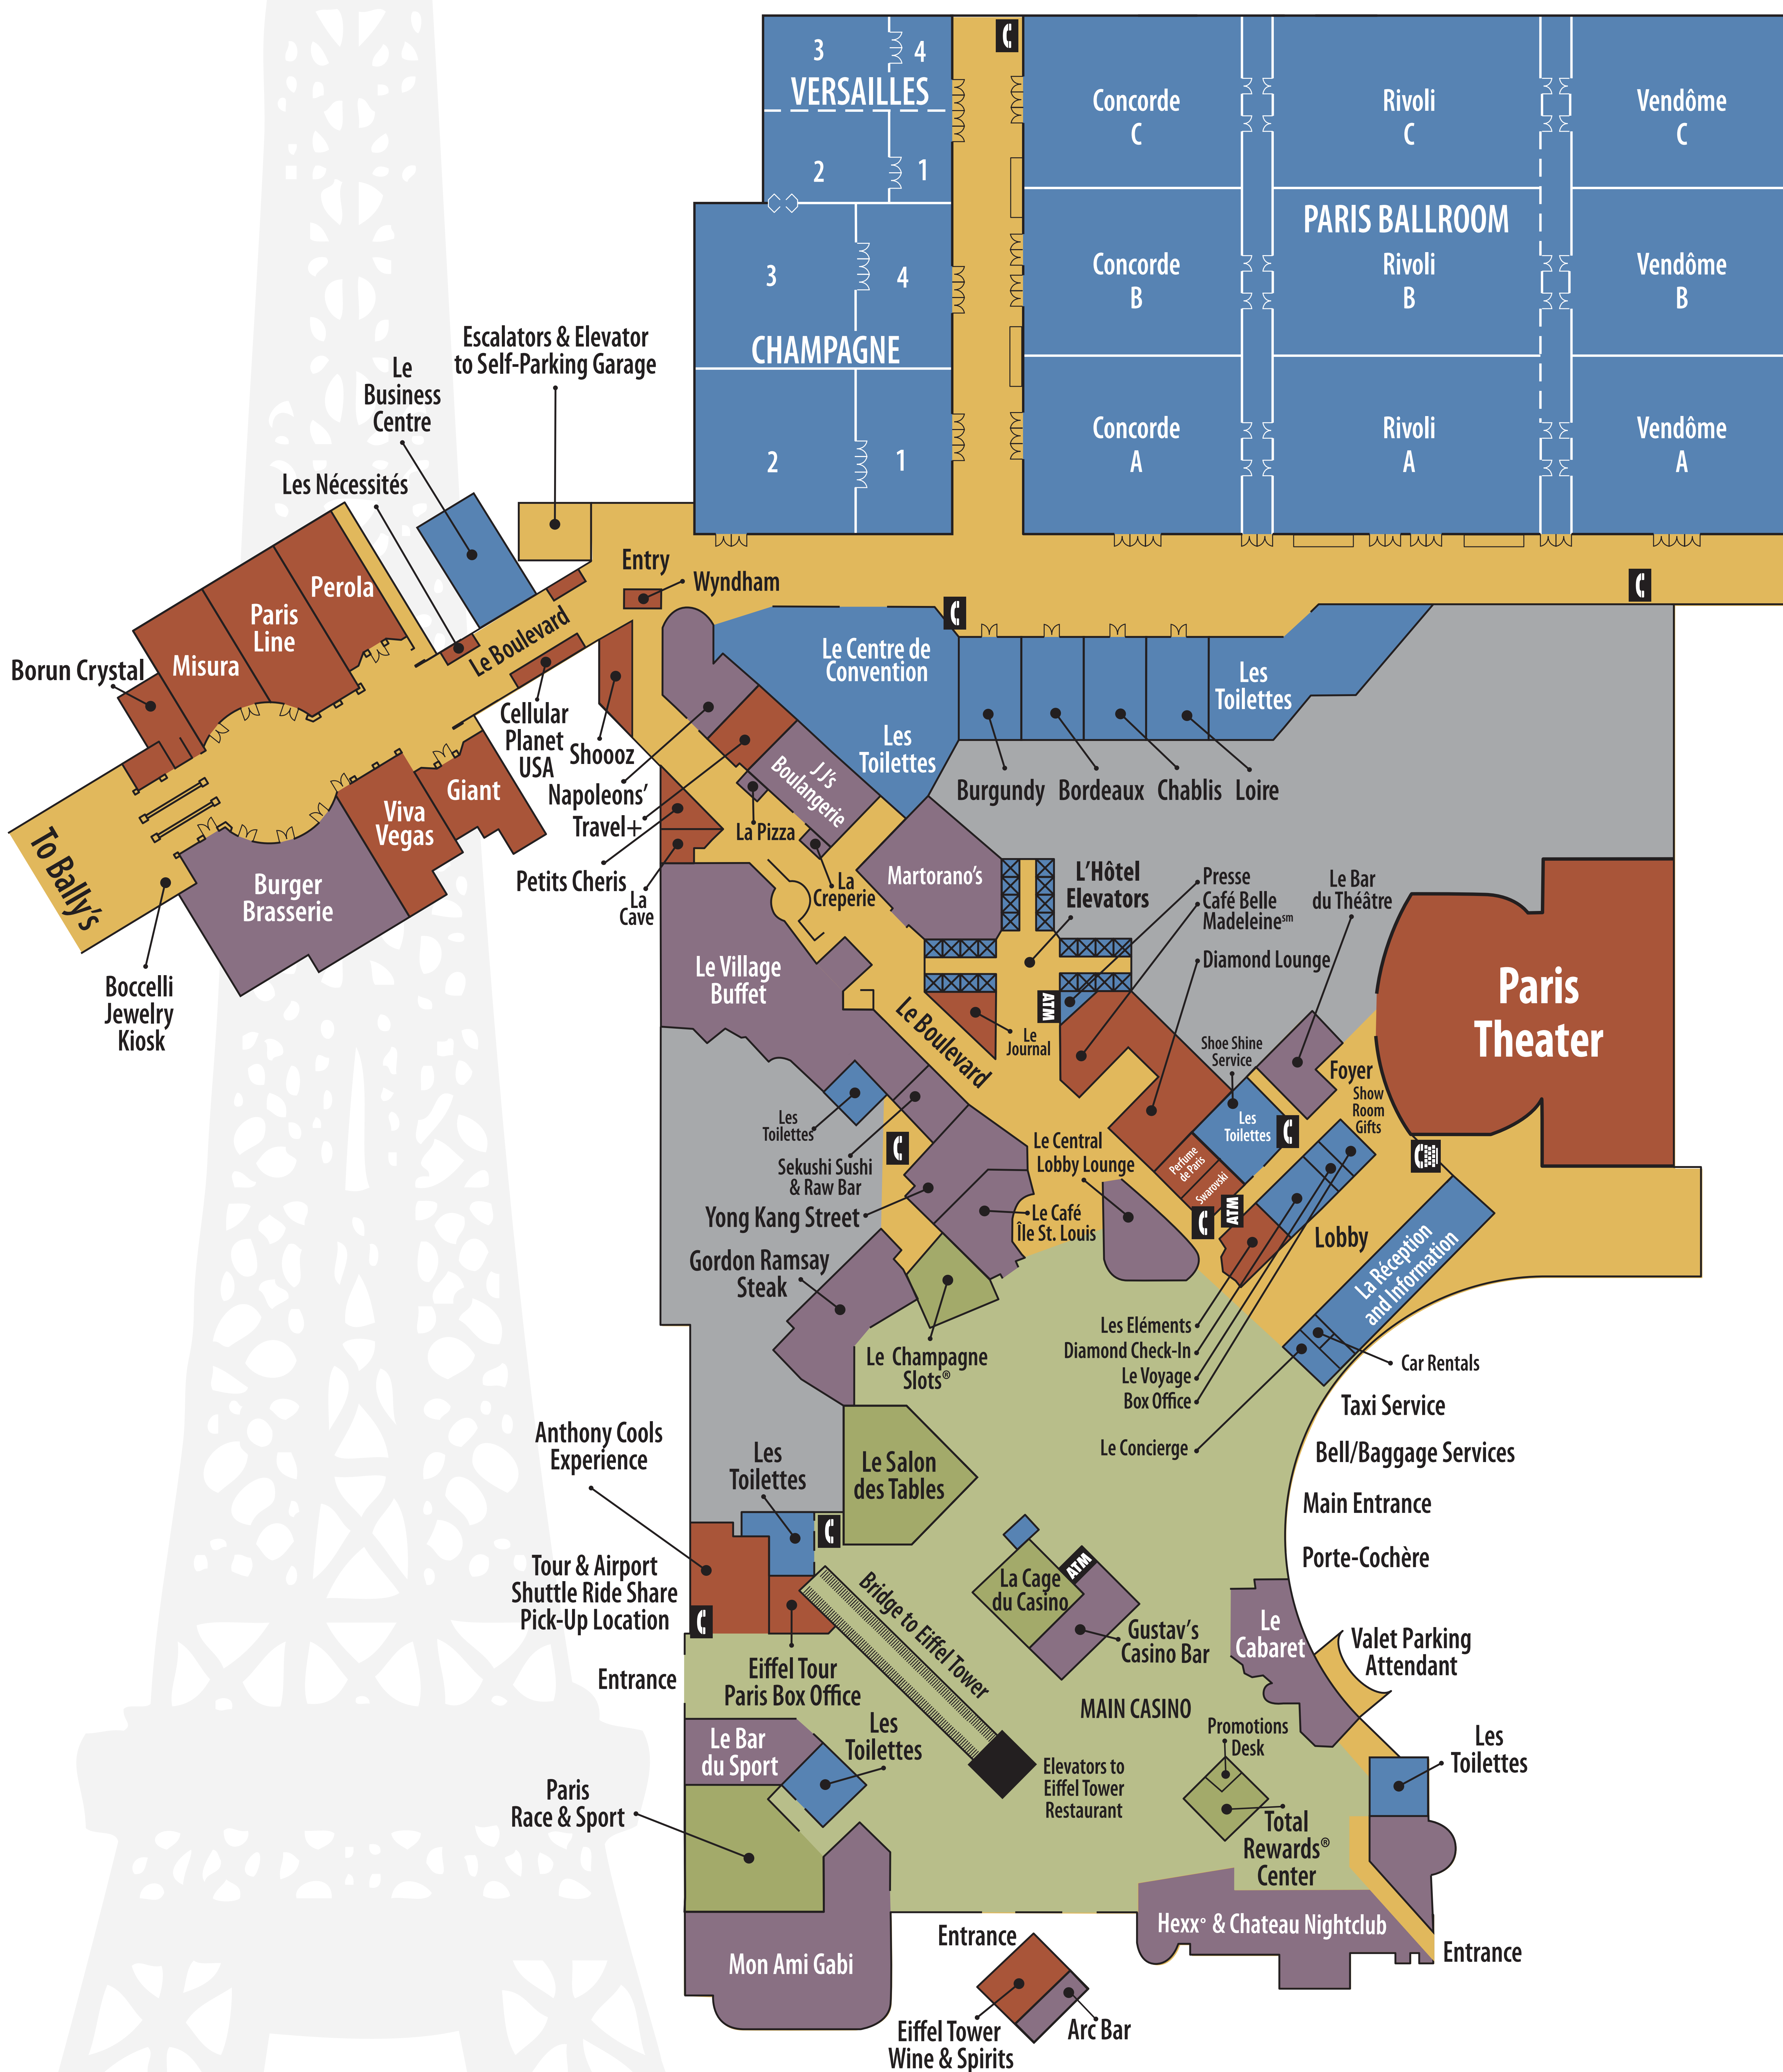 3
4
VERSAILLES
2
1
3
4
CHAMPAGNE
2
1
Concorde
C
Rivoli
C
Vendôme
C
PARIS BALLROOM
Concorde
B
Rivoli
B
Vendôme
B
Concorde
A
Rivoli
A
Vendôme
A
Escalators & Elevator
to Self-Parking Garage
Le
Business
Centre
Les Nécessités
Entry
Wyndham
Perola
Paris
Line
Misura
Borun Crystal
Le Boulevard
Cellular
Planet
USA
Shoooz
Napoleons'
Travel+
Petits Cheris
La
Cave
Giant
Viva
Vegas
Burger
Brasserie
To Bally's
Boccelli
Jewelry
Kiosk
Le Centre de
Convention
Les
Toilettes
Les
Toilettes
Burgundy
Bordeaux
Chablis
Loire
JJ's
Boulangerie
La Pizza
La
Creperie
Martorano's
L'Hôtel
Elevators
Presse
Café Belle
Madeleine℠
Diamond Lounge
Le Bar
du Théâtre
Paris
Theater
Le Village
Buffet
Le Boulevard
ATM
Le
Journal
Shoe Shine
Service
Foyer
Show
Room
Gifts
Les
Toilettes
Les
Toilettes
Sekushi Sushi
& Raw Bar
Yong Kang Street
Le Central
Lobby Lounge
Perfume
de Paris
Swarovski
ATM
Le Café
Île St. Louis
Lobby
La Réception
and Information
Gordon Ramsay
Steak
Le Champagne
Slots®
Les Eléments
Diamond Check-In
Le Voyage
Box Office
Le Concierge
Car Rentals
Taxi Service
Bell/Baggage Services
Main Entrance
Porte-Cochère
Anthony Cools
Experience
Les
Toilettes
Le Salon
des Tables
Tour & Airport
Shuttle Ride Share
Pick-Up Location
Bridge to Eiffel Tower
La Cage
du Casino
ATM
Gustav's
Casino Bar
Le
Cabaret
Valet Parking
Attendant
Entrance
Eiffel Tour
Paris Box Office
MAIN CASINO
Le Bar
du Sport
Les
Toilettes
Promotions
Desk
Les
Toilettes
Elevators to
Eiffel Tower
Restaurant
Paris
Race & Sport
Total
Rewards®
Center
Mon Ami Gabi
Entrance
Hexx° & Chateau Nightclub
Entrance
Eiffel Tower
Wine & Spirits
Arc Bar